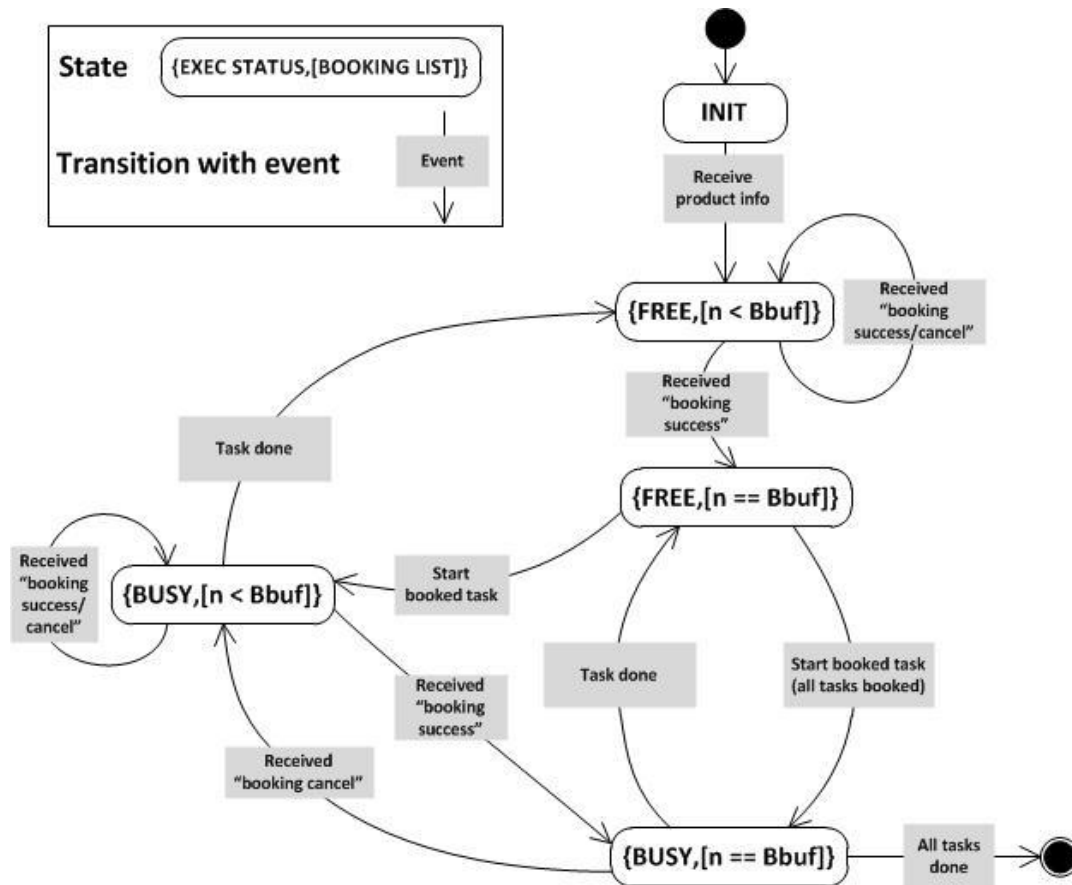 State
{EXEC STATUS,[BOOKING LIST]}
Transition with event
Event
INIT
Receive
product info
{FREE,[n < Bbuf]}
Received
“booking
success/cancel”
Received
“booking
success”
Task done
{FREE,[n == Bbuf]}
Received
“booking
success/
cancel”
{BUSY,[n < Bbuf]}
Start
booked task
Task done
Start booked task
(all tasks booked)
Received
“booking
success”
Received
“booking cancel”
{BUSY,[n == Bbuf]}
All tasks
done